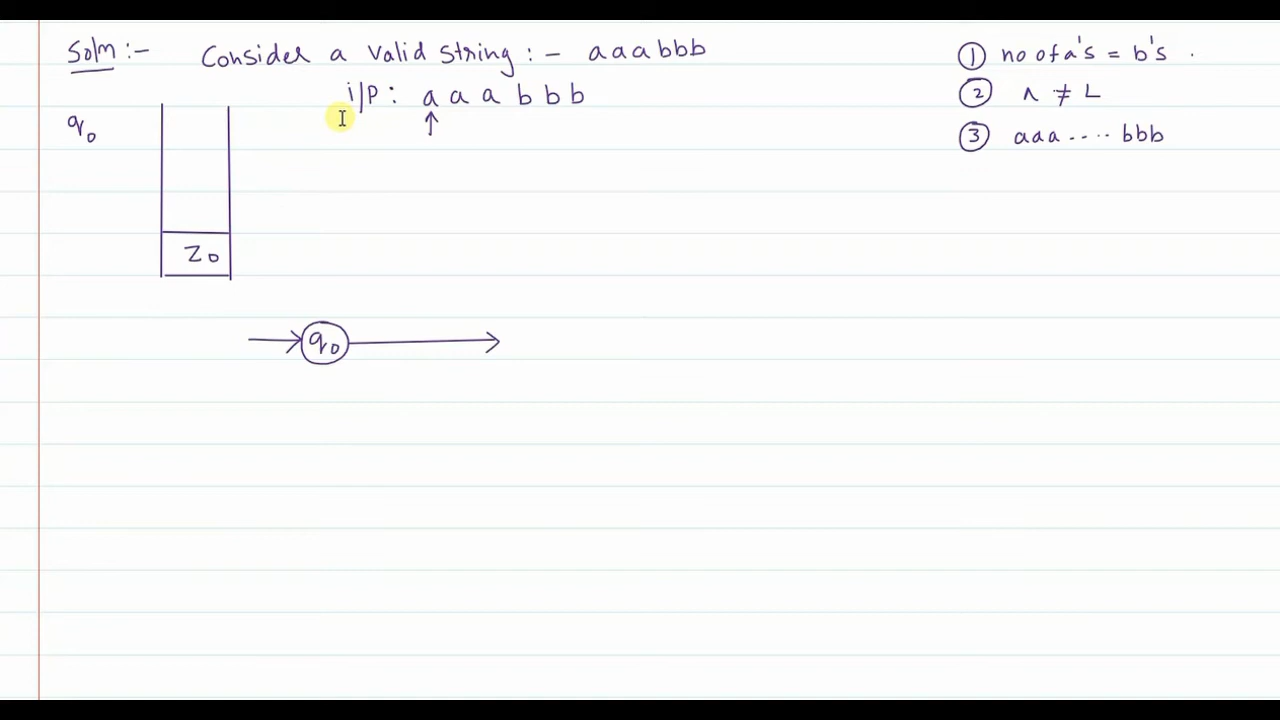 Soln :- Consider a valid string : - aaabbb
i/p : a a a b b b
q0
z0
q0
① no of a's = b's .
② ʌ ≠ L
③ aaa .... bbb